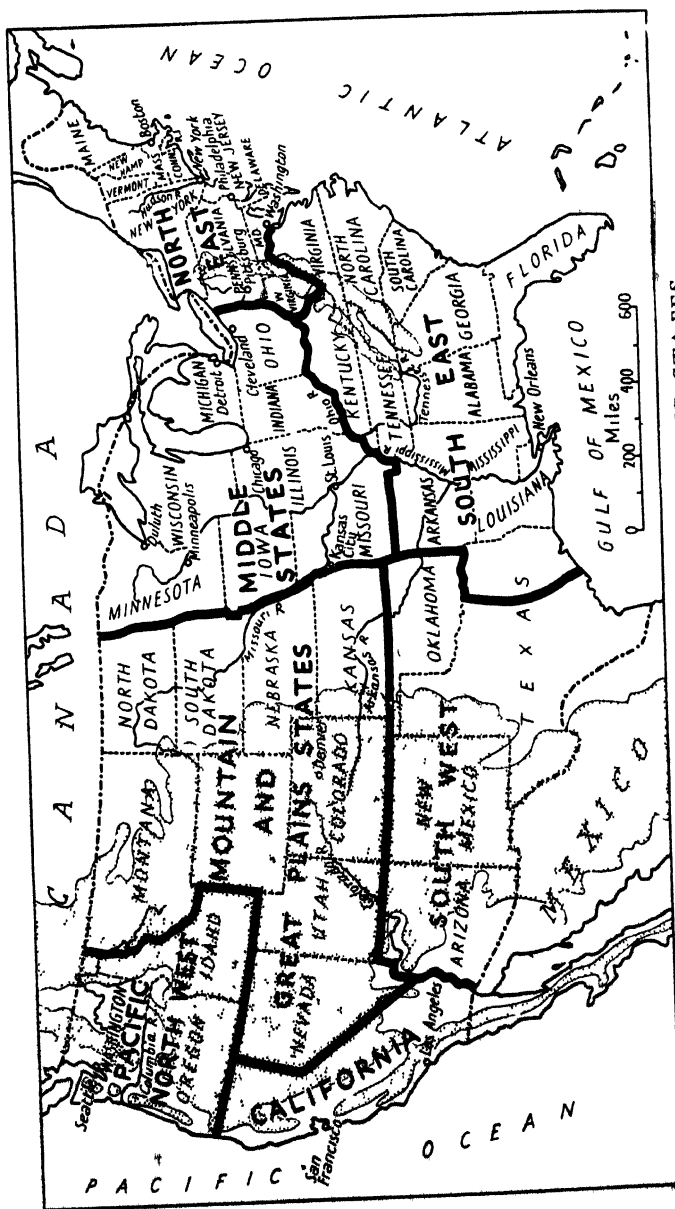 CANADA
Seattle
WASHINGTON
PACIFIC
Columbia R
NORTH WEST
OREGON
IDAHO
MONTANA
NORTH
DAKOTA
SOUTH
DAKOTA
MOUNTAIN
AND
GREAT PLAINS STATES
NEVADA
UTAH
COLORADO
Denver
NEBRASKA
Missouri R
KANSAS
Arkansas R
CALIFORNIA
San
Francisco
Los Angeles
SOUTH WEST
ARIZONA
NEW
MEXICO
OKLAHOMA
TEXAS
MEXICO
MINNESOTA
Duluth
WISCONSIN
Minneapolis
MIDDLE
IOWA
STATES
MICHIGAN
Detroit
Chicago
ILLINOIS
INDIANA
Cleveland
OHIO
Ohio R
St Louis
Kansas
City
MISSOURI
NORTH
EAST
MAINE
NEW
HAMP
VERMONT
MASS
Boston
CONN
R I
Hudson R
NEW YORK
New York
PENNSYLVANIA
Pittsburg
Philadelphia
NEW JERSEY
DELAWARE
MD
Washington
W
VIRGINIA
VIRGINIA
NORTH
CAROLINA
SOUTH
CAROLINA
KENTUCKY
TENNESSEE
Tennessee
Mississippi R
ARKANSAS
SOUTH EAST
MISSISSIPPI
ALABAMA
GEORGIA
LOUISIANA
New Orleans
FLORIDA
GULF OF MEXICO
Miles
0 200 400 600
ATLANTIC OCEAN
PACIFIC OCEAN